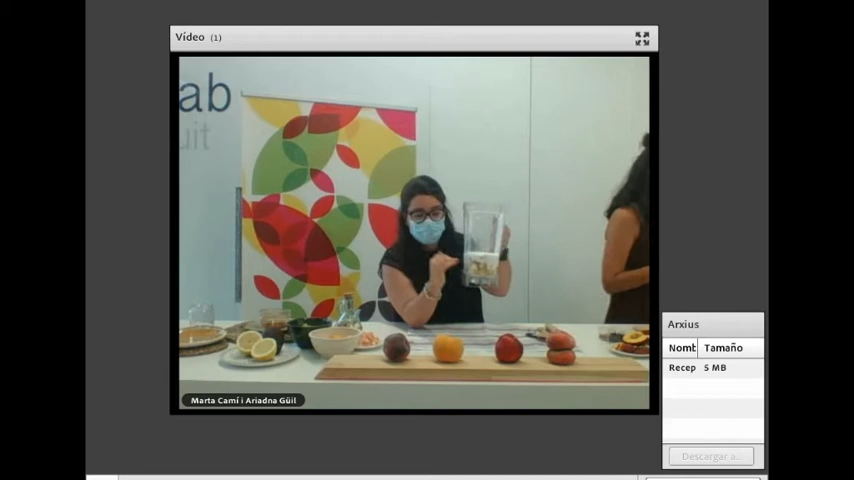 Vídeo (1)
ab
uit
Marta Camí i Ariadna Güil
Arxius
Nomb Tamaño
Recep 5 MB
Descargar a...